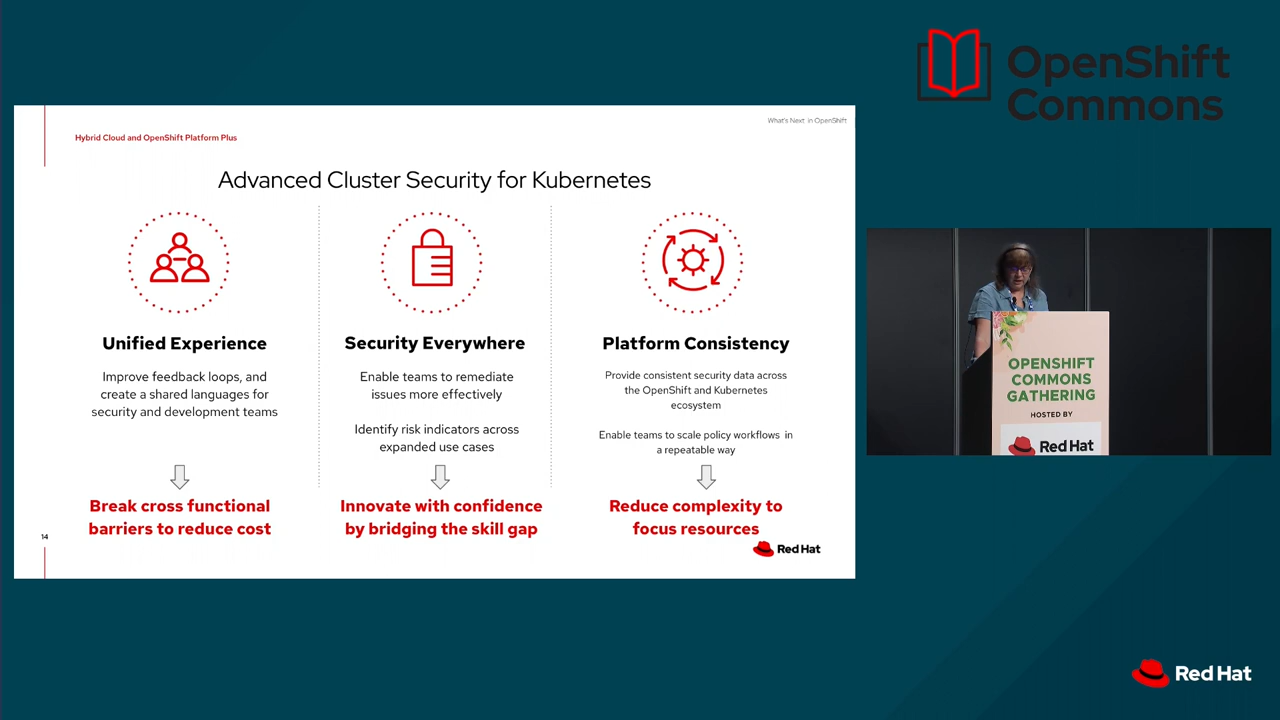 OpenShift
Commons
Hybrid Cloud and OpenShift Platform Plus
What's Next in OpenShift
Advanced Cluster Security for Kubernetes
Unified Experience
Improve feedback loops, and
create a shared languages for
security and development teams
Break cross functional
barriers to reduce cost
Security Everywhere
Enable teams to remediate
issues more effectively
Identify risk indicators across
expanded use cases
Innovate with confidence
by bridging the skill gap
Platform Consistency
Provide consistent security data across
the OpenShift and Kubernetes
ecosystem
Enable teams to scale policy workflows in
a repeatable way
Reduce complexity to
focus resources
14
Red Hat
OPENSHIFT
COMMONS
GATHERING
HOSTED BY
Red Hat
Red Hat